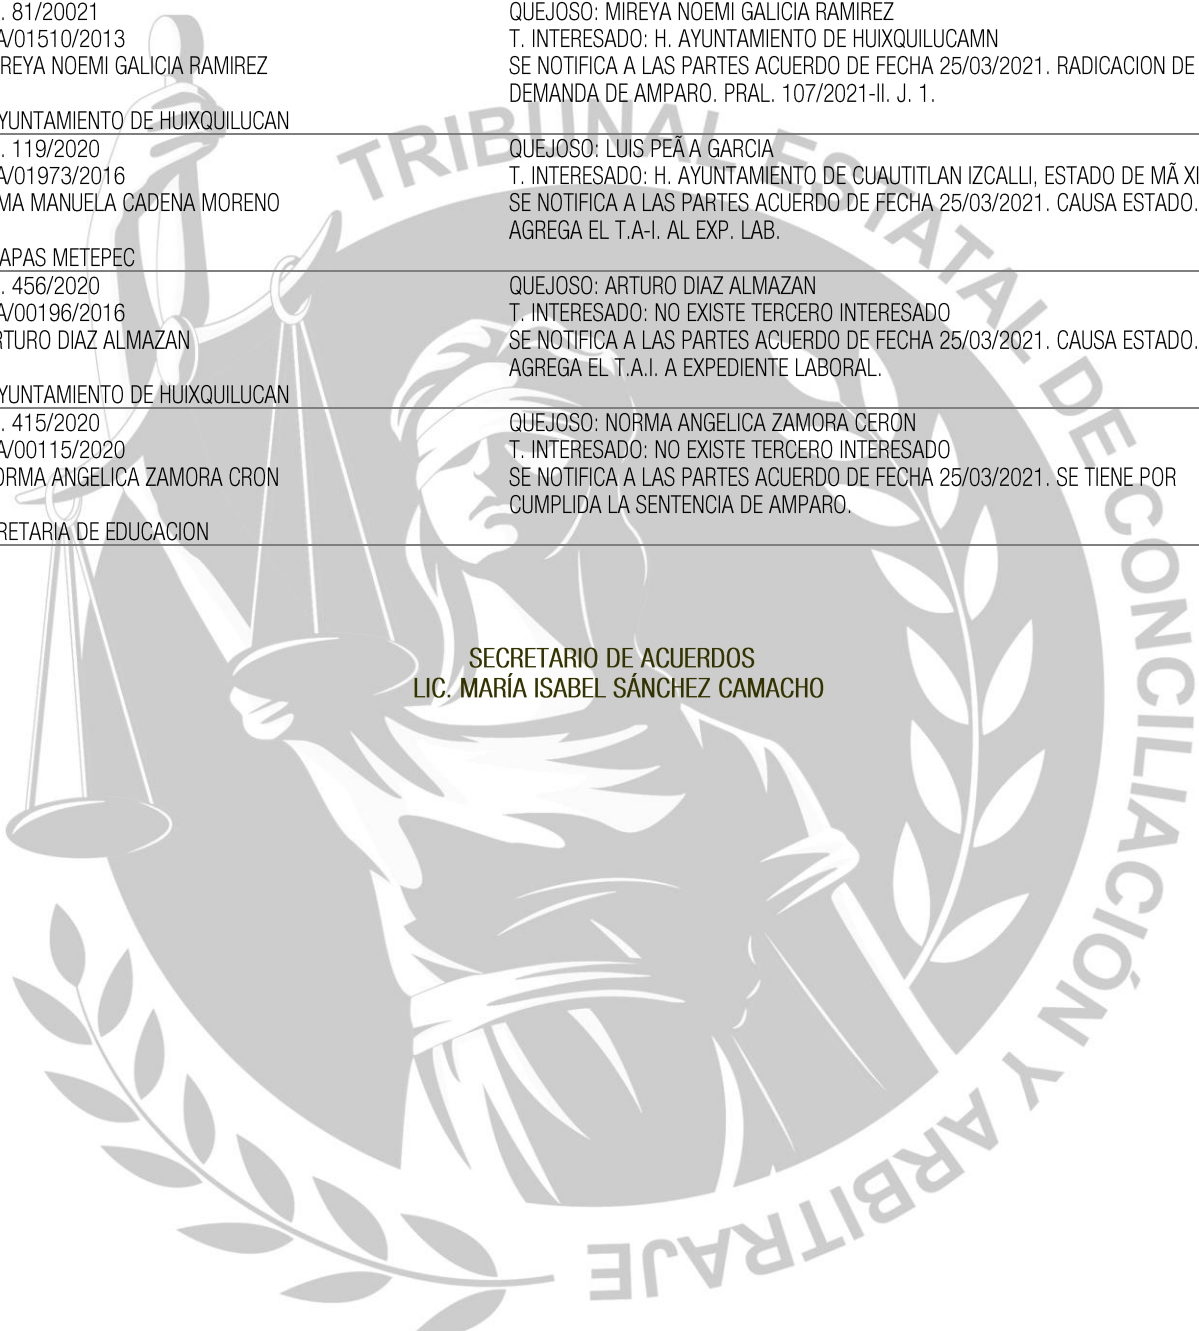 . 81/20021
A/01510/2013
REYA NOEMI GALICIA RAMIREZ
YUNTAMIENTO DE HUIXQUILUCAN
QUEJOSO: MIREYA NOEMI GALICIA RAMIREZ
T. INTERESADO: H. AYUNTAMIENTO DE HUIXQUILUCAMN
SE NOTIFICA A LAS PARTES ACUERDO DE FECHA 25/03/2021. RADICACION DE
DEMANDA DE AMPARO. PRAL. 107/2021-II. J. 1.
. 119/2020
A/01973/2016
MA MANUELA CADENA MORENO
APAS METEPEC
QUEJOSO: LUIS PEÃ A GARCIA
T. INTERESADO: H. AYUNTAMIENTO DE CUAUTITLAN IZCALLI, ESTADO DE MÃ XI
SE NOTIFICA A LAS PARTES ACUERDO DE FECHA 25/03/2021. CAUSA ESTADO.
AGREGA EL T.A-I. AL EXP. LAB.
. 456/2020
A/00196/2016
RTURO DIAZ ALMAZAN
YUNTAMIENTO DE HUIXQUILUCAN
QUEJOSO: ARTURO DIAZ ALMAZAN
T. INTERESADO: NO EXISTE TERCERO INTERESADO
SE NOTIFICA A LAS PARTES ACUERDO DE FECHA 25/03/2021. CAUSA ESTADO.
AGREGA EL T.A.I. A EXPEDIENTE LABORAL.
. 415/2020
A/00115/2020
ORMA ANGELICA ZAMORA CRON
RETARIA DE EDUCACION
QUEJOSO: NORMA ANGELICA ZAMORA CERON
T. INTERESADO: NO EXISTE TERCERO INTERESADO
SE NOTIFICA A LAS PARTES ACUERDO DE FECHA 25/03/2021. SE TIENE POR
CUMPLIDA LA SENTENCIA DE AMPARO.
SECRETARIO DE ACUERDOS
LIC. MARÍA ISABEL SÁNCHEZ CAMACHO
TRIBUNAL ESTATAL DE CONCILIACIÓN Y ARBITRAJE